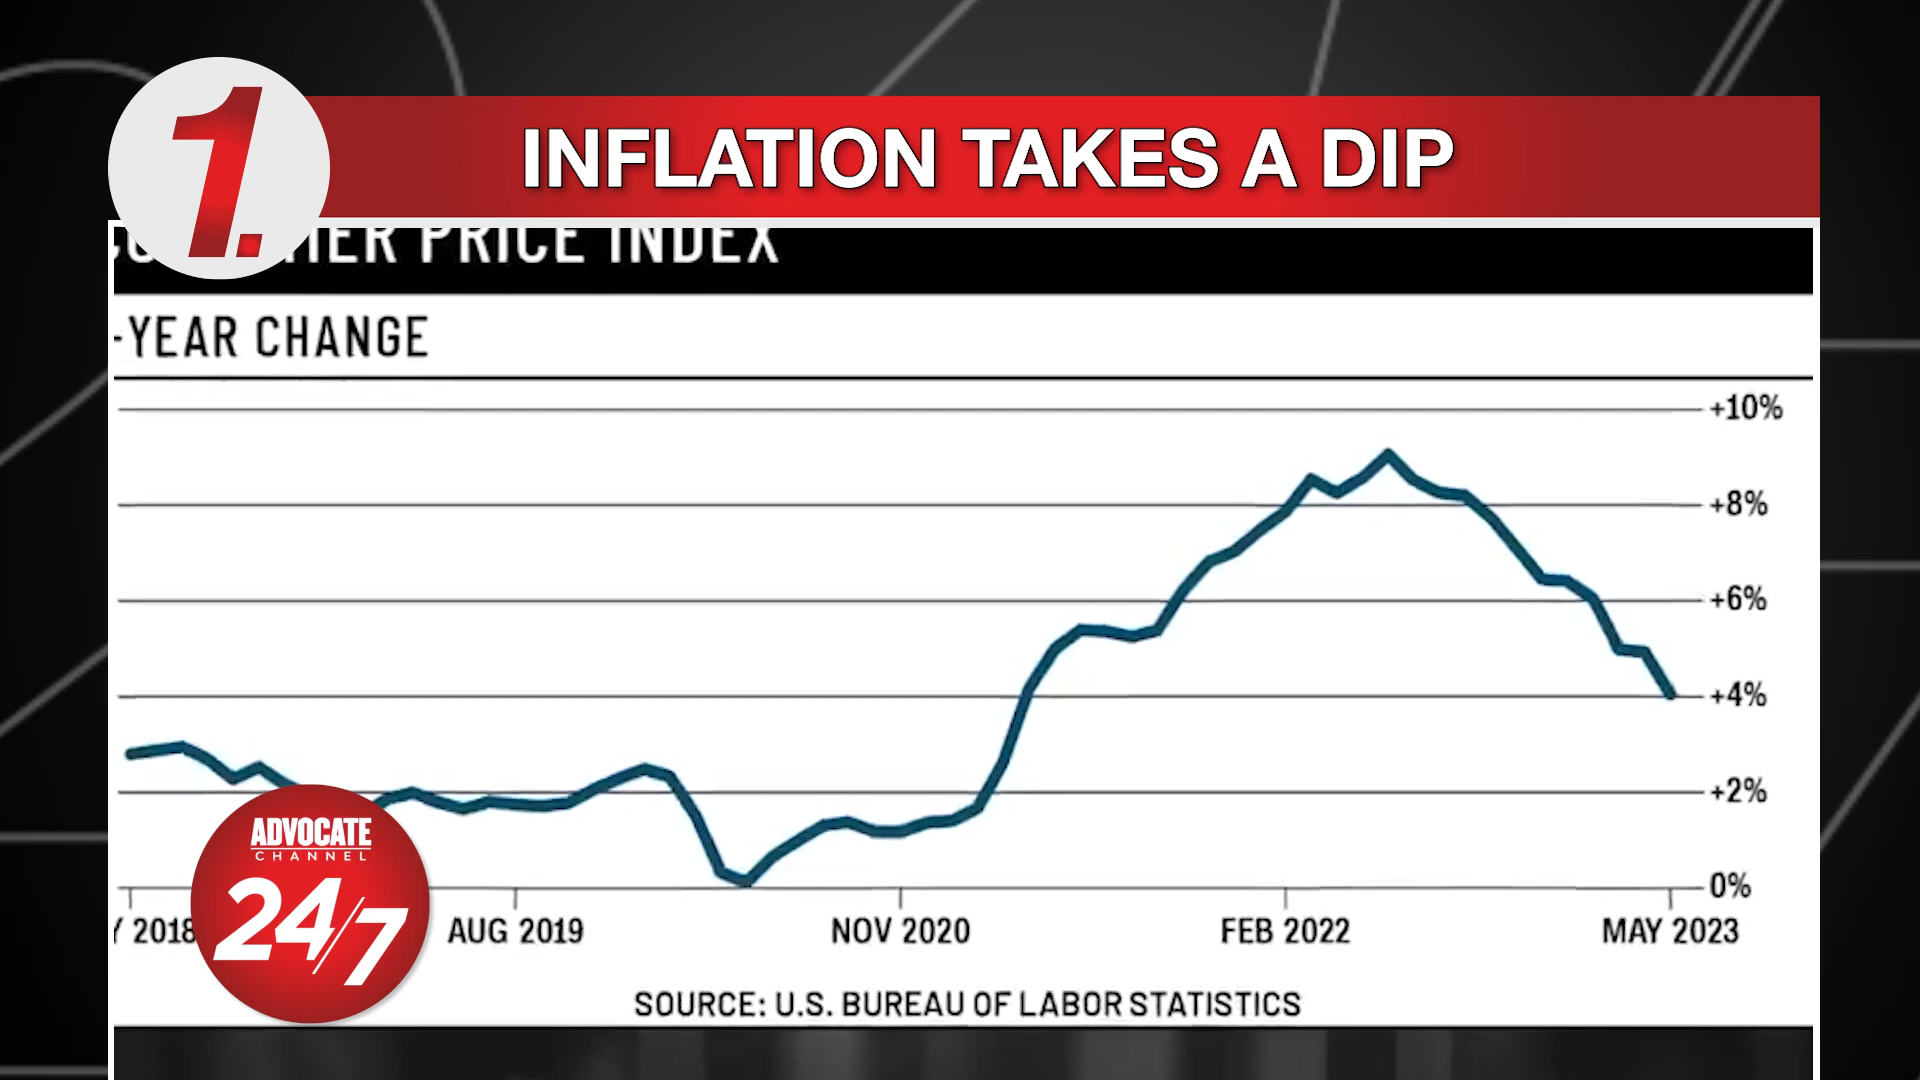 1.
INFLATION TAKES A DIP
PRICE INDEX
-YEAR CHANGE
+10%
+8%
+6%
+4%
+2%
0%
2018
AUG 2019
NOV 2020
FEB 2022
MAY 2023
ADVOCATE
CHANNEL
24/7
SOURCE: U.S. BUREAU OF LABOR STATISTICS